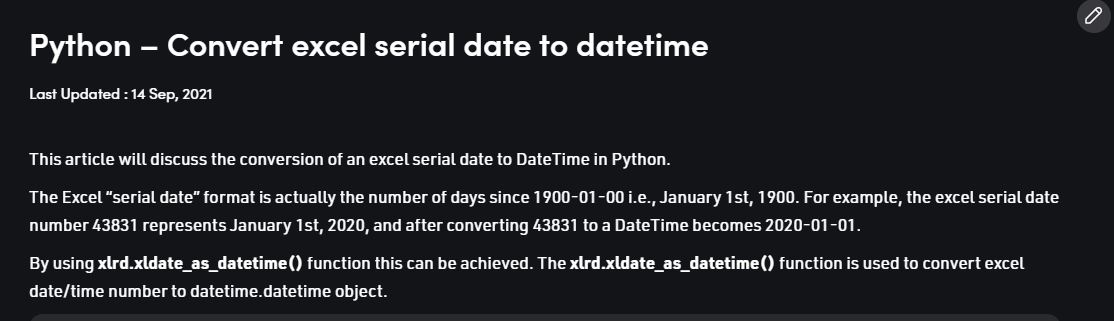 Python – Convert excel serial date to datetime
Last Updated : 14 Sep, 2021
This article will discuss the conversion of an excel serial date to DateTime in Python.
The Excel “serial date” format is actually the number of days since 1900-01-00 i.e., January 1st, 1900. For example, the excel serial date
number 43831 represents January 1st, 2020, and after converting 43831 to a DateTime becomes 2020-01-01.
By using xlrd.xldate_as_datetime() function this can be achieved. The xlrd.xldate_as_datetime() function is used to convert excel
date/time number to datetime.datetime object.